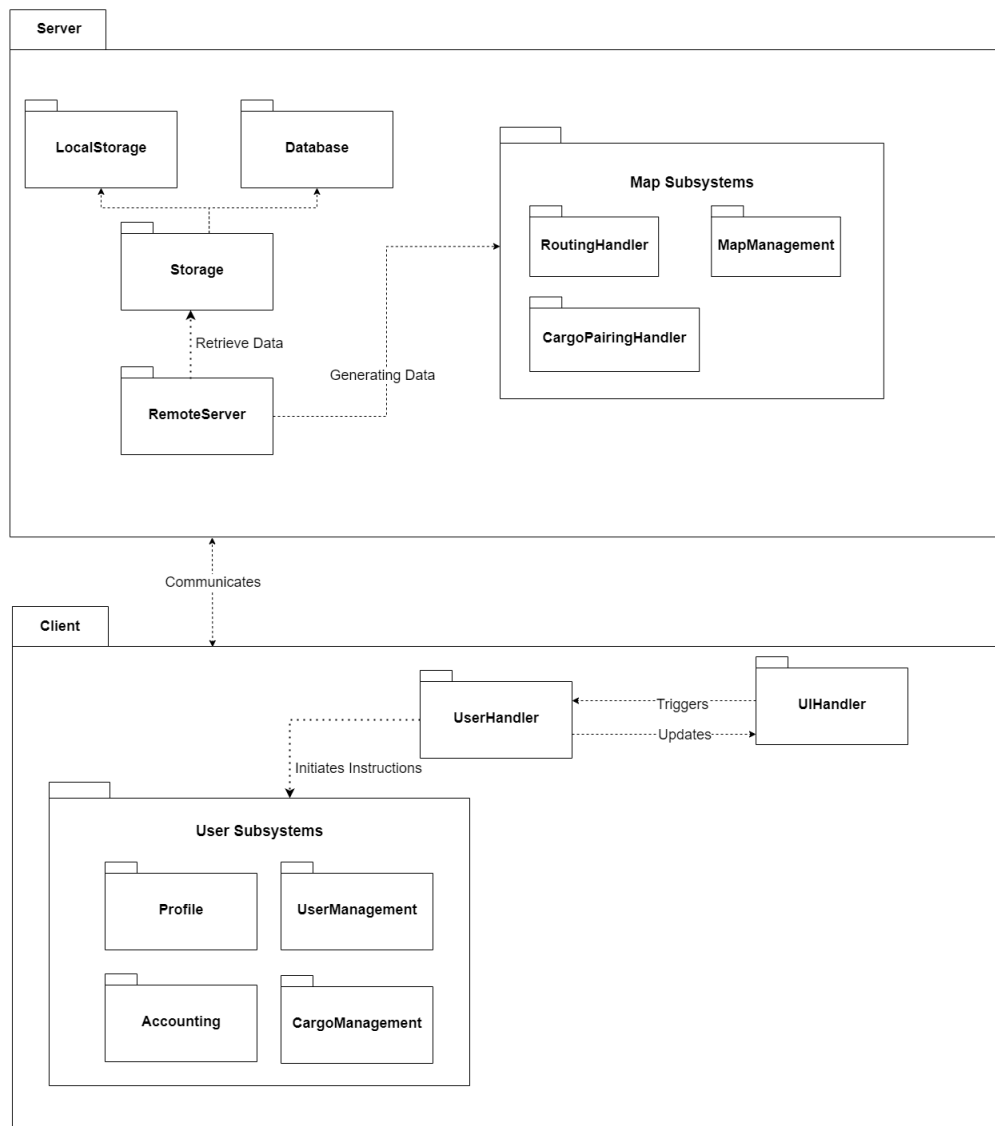 Server
LocalStorage
Database
Map Subsystems
RoutingHandler
MapManagement
Storage
CargoPairingHandler
Retrieve Data
Generating Data
RemoteServer
Communicates
Client
UserHandler
Triggers
UIHandler
Updates
Initiates Instructions
User Subsystems
Profile
UserManagement
Accounting
CargoManagement